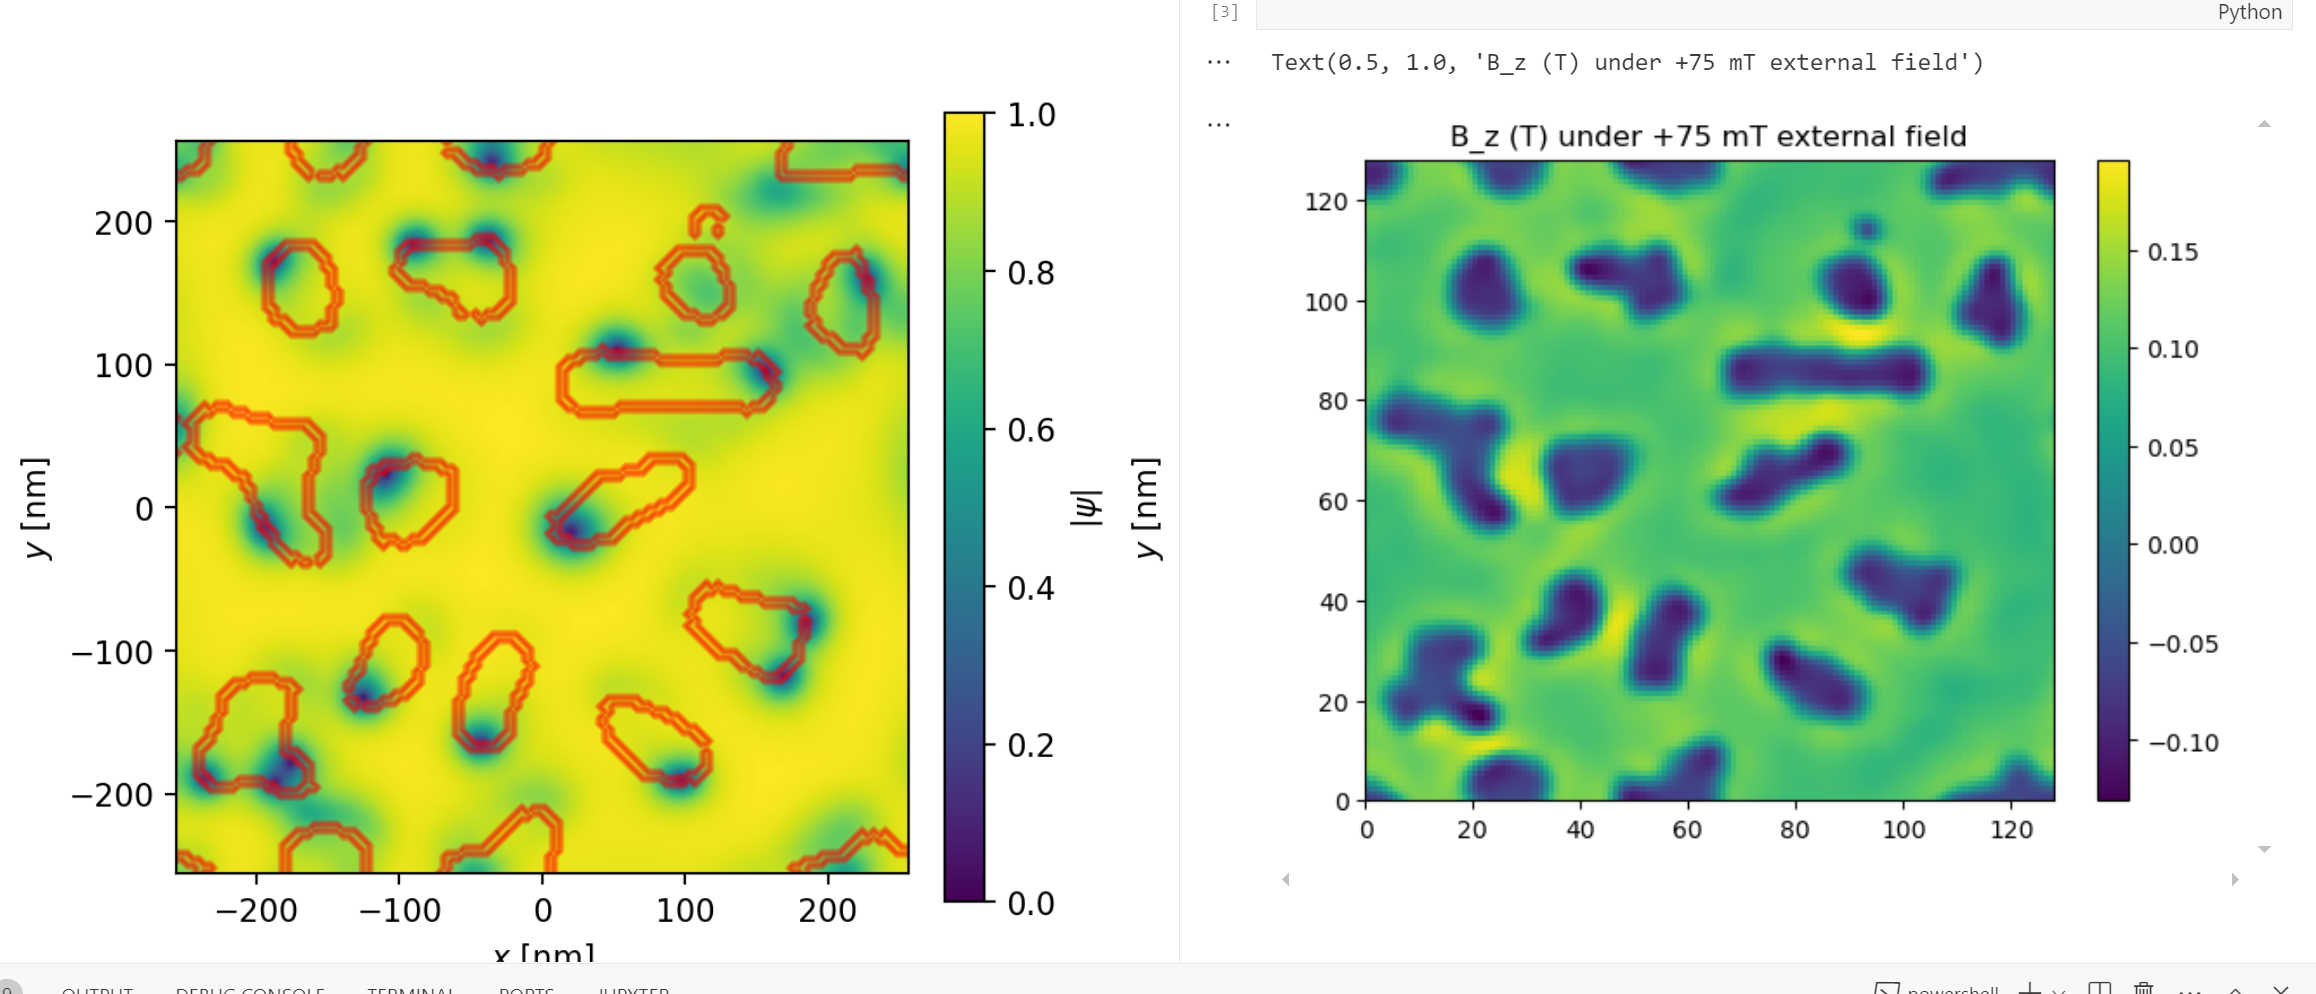 [3]
Python
Text(0.5, 1.0, 'B_z (T) under +75 mT external field')
B_z (T) under +75 mT external field
200
100
0
−100
−200
y [nm]
−200 −100 0 100 200
x [nm]
1.0
0.8
0.6
0.4
0.2
0.0
|ψ|
y [nm]
120
100
80
60
40
20
0
0 20 40 60 80 100 120
0.15
0.10
0.05
0.00
−0.05
−0.10
9 OUTPUT DEBUG CONSOLE TERMINAL PORTS JUPYTER powershell